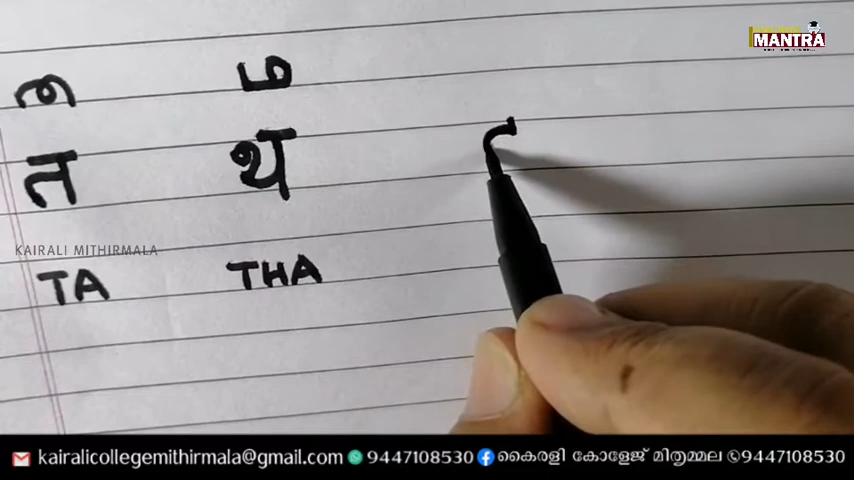 MANTRA
ത ഥ
त थ
KAIRALI MITHIRMALA
TA THA
kairalicollegemithirmala@gmail.com 9447108530 കൈരളി കോളേജ് മിതൃമ്മല 9447108530